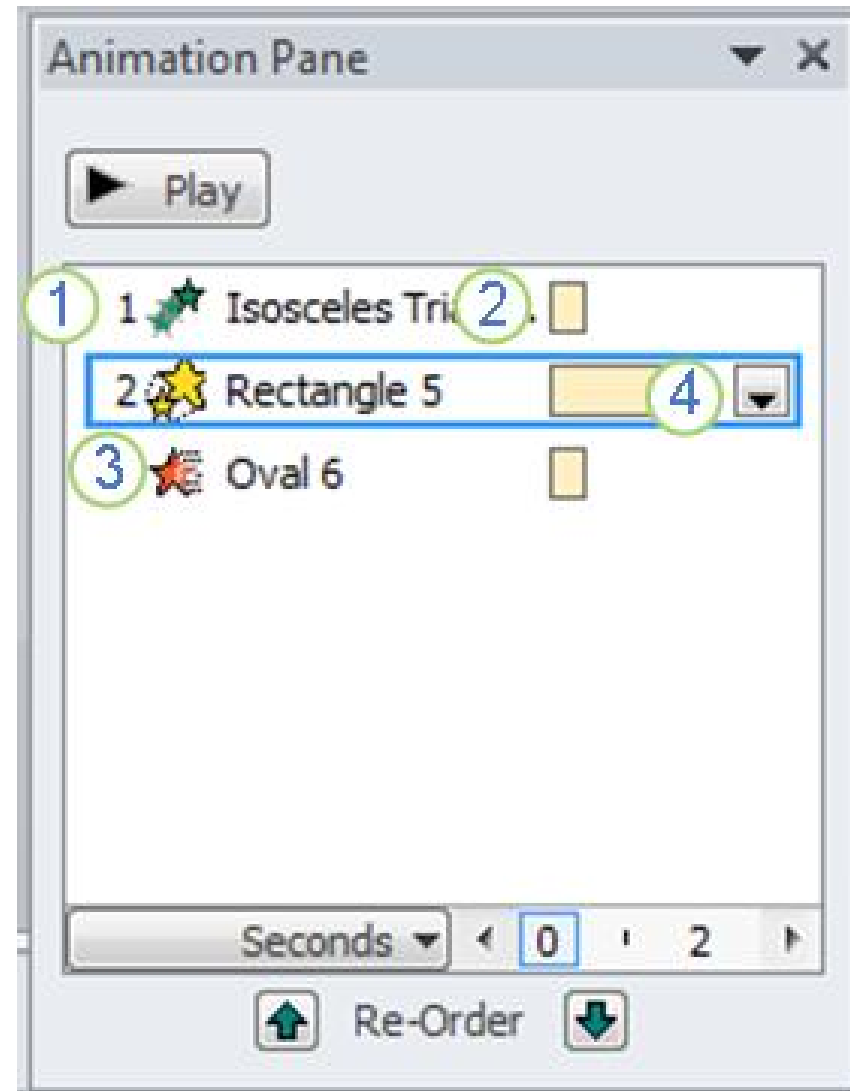 Animation Pane
Play
1 1 Isosceles Tri 2 .
2 Rectangle 5 4
3 Oval 6
Seconds 0 2
Re-Order